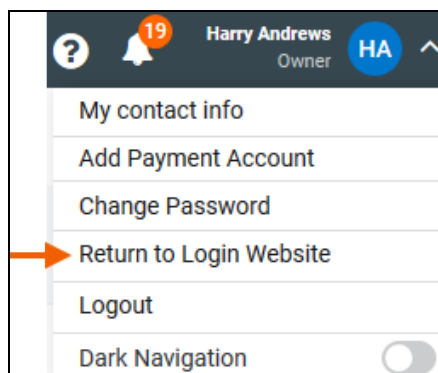 ?
19
Harry Andrews
Owner
HA
My contact info
Add Payment Account
Change Password
Return to Login Website
Logout
Dark Navigation